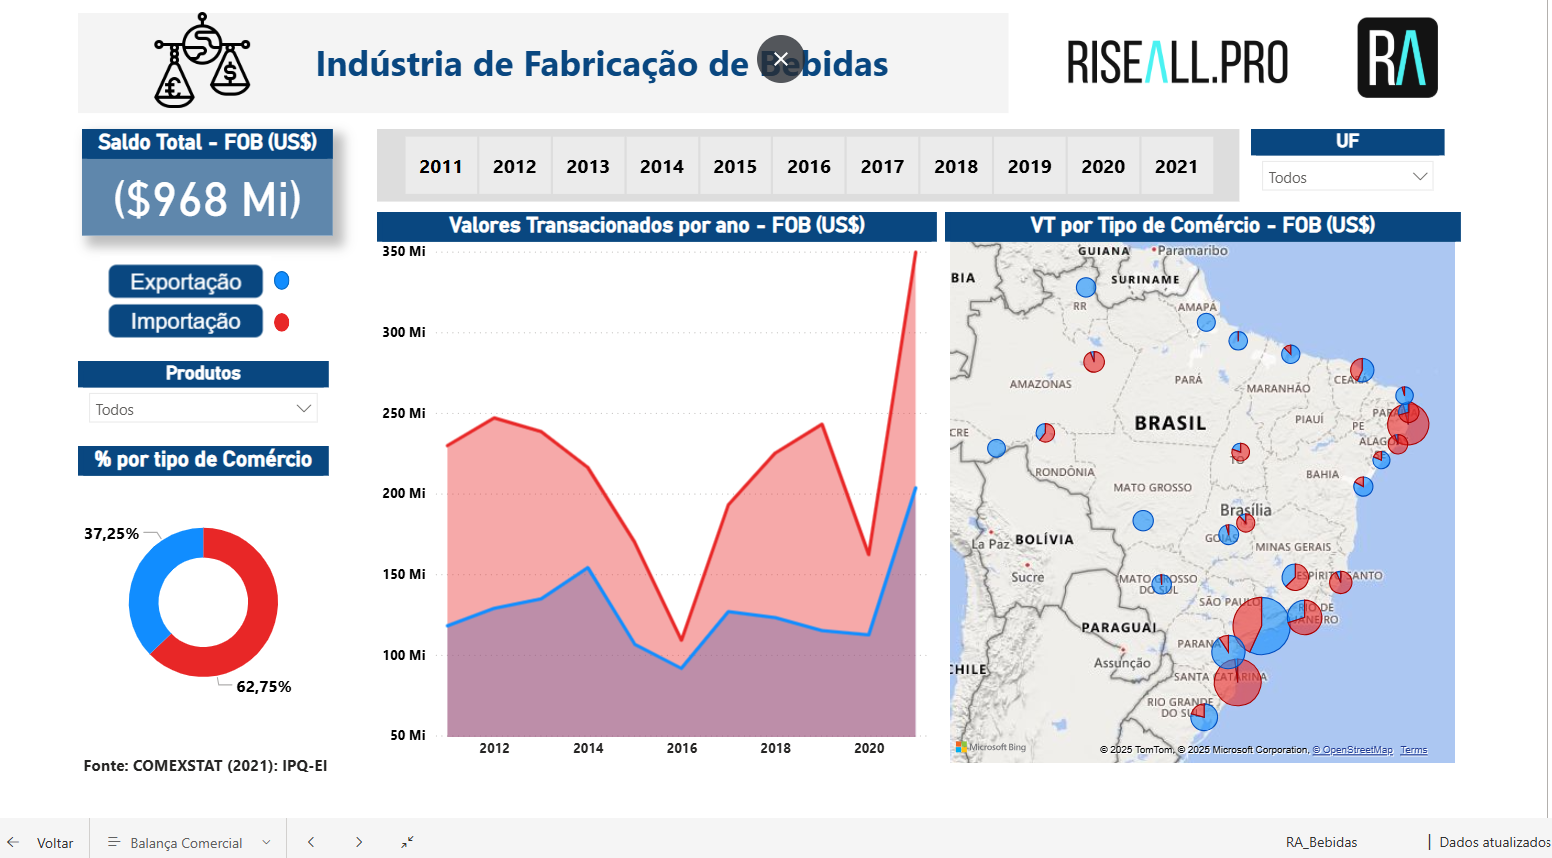 Indústria de Fabricação de Bebidas
RISEALL.PRO
RA
Saldo Total - FOB (US$)
($968 Mi)
2011 2012 2013 2014 2015 2016 2017 2018 2019 2020 2021
UF
Todos
Exportação
Importação
Produtos
Todos
% por tipo de Comércio
37,25%
62,75%
Fonte: COMEXSTAT (2021): IPQ-EI
Valores Transacionados por ano - FOB (US$)
350 Mi
300 Mi
250 Mi
200 Mi
150 Mi
100 Mi
50 Mi
2012 2014 2016 2018 2020
VT por Tipo de Comércio - FOB (US$)
GUIANA
Paramaribo
BIA
SURINAME
RR
AMAPÁ
AMAZONAS
PARÁ
MARANHÃO
CEARÁ
BRASIL
PIAUÍ
PE
CRE
TO
RONDÔNIA
BAHIA
MATO GROSSO
Brasília
La Paz
BOLÍVIA
GOIÁS
MINAS GERAIS
Sucre
MATO GROSSO
DO SUL
ESPÍRITO SANTO
SÃO PAULO
RIO DE
JANEIRO
PARAGUAI
PARANÁ
Assunção
CHILE
SANTA CATARINA
RIO GRANDE
DO SUL
Microsoft Bing
© 2025 TomTom, © 2025 Microsoft Corporation, © OpenStreetMap Terms
Voltar
Balança Comercial
RA_Bebidas
Dados atualizados